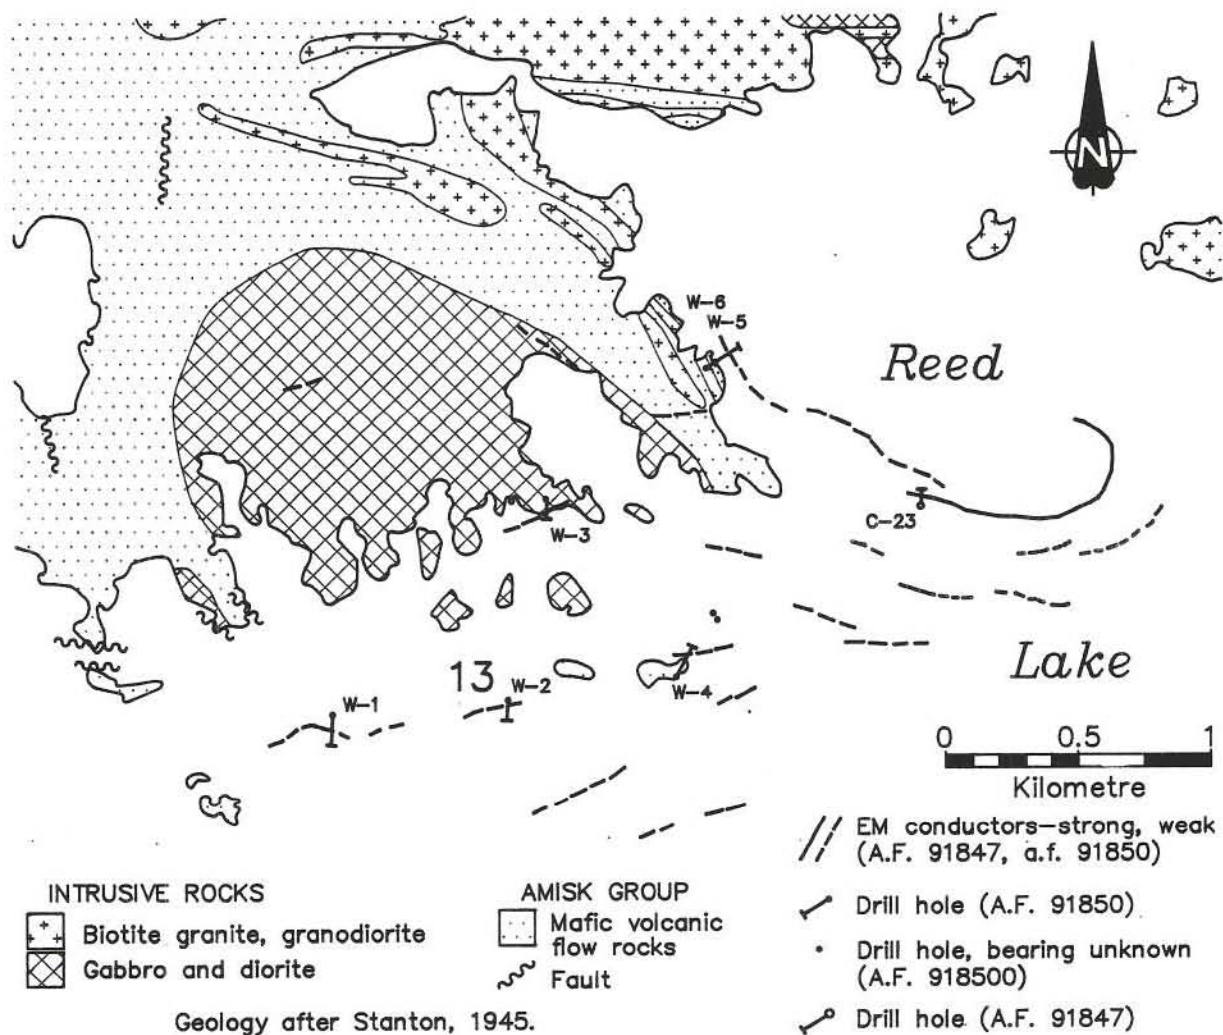 N
W-6
W-5
Reed
C-23
W-3
Lake
13
W-2
W-4
W-1
0 0.5 1
Kilometre
EM conductors-strong, weak
(A.F. 91847, a.f. 91850)
Drill hole (A.F. 91850)
Drill hole, bearing unknown
(A.F. 918500)
Drill hole (A.F. 91847)
INTRUSIVE ROCKS
Biotite granite, granodiorite
Gabbro and diorite
AMISK GROUP
Mafic volcanic
flow rocks
Fault
Geology after Stanton, 1945.